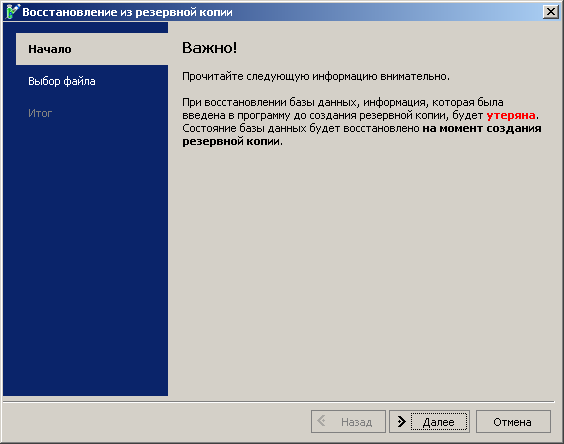 Восстановление из резервной копии
Начало
Выбор файла
Итог
Важно!
Прочитайте следующую информацию внимательно.
При восстановлении базы данных, информация, которая была
введена в программу до создания резервной копии, будет утеряна.
Состояние базы данных будет восстановлено на момент создания
резервной копии.
Назад
Далее
Отмена